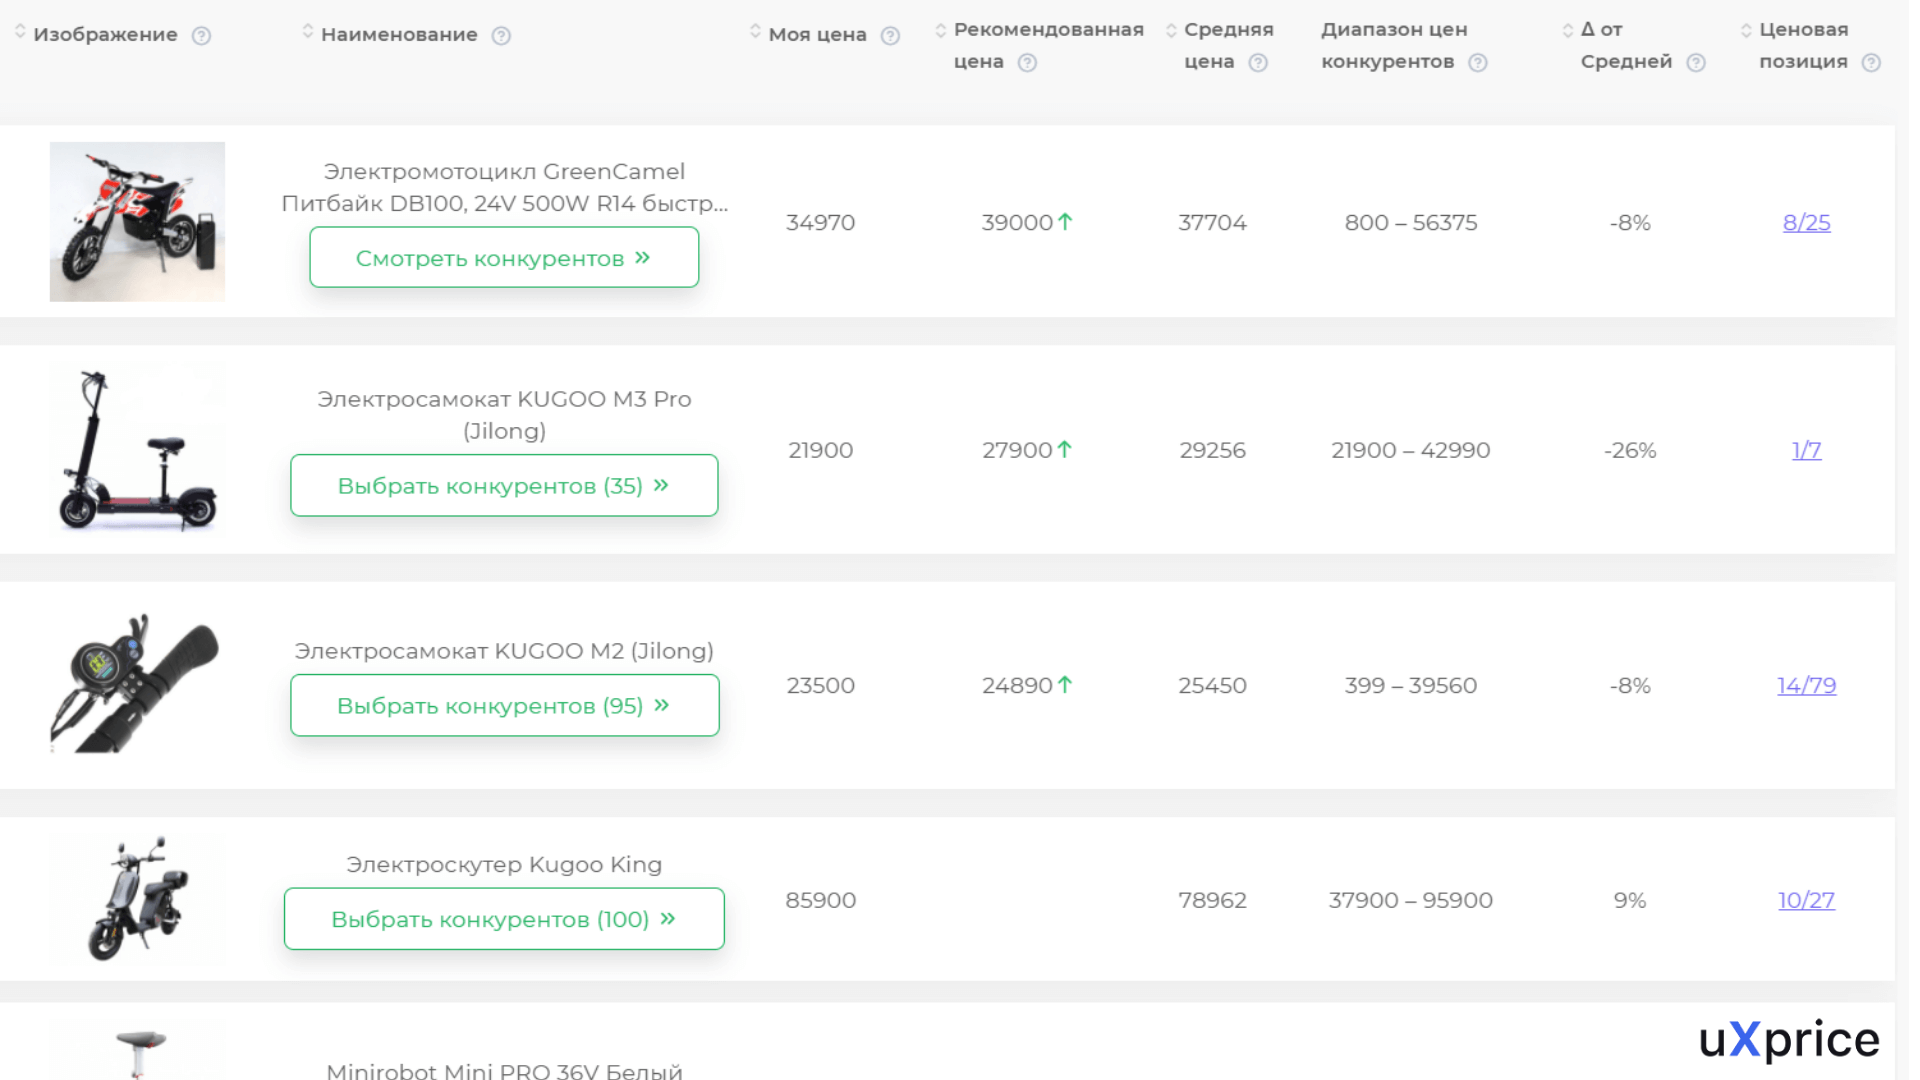 Изображение
Наименование
Моя цена
Рекомендованная
цена
Средняя
цена
Диапазон цен
конкурентов
Δ от
Средней
Ценовая
позиция
Электромотоцикл GreenCamel
Питбайк DB100, 24V 500W R14 быстр...
Смотреть конкурентов »
34970
39000↑
37704
800 – 56375
-8%
8/25
Электросамокат KUGOO M3 Pro
(Jilong)
Выбрать конкурентов (35) »
21900
27900↑
29256
21900 – 42990
-26%
1/7
Электросамокат KUGOO M2 (Jilong)
Выбрать конкурентов (95) »
23500
24890↑
25450
399 – 39560
-8%
14/79
Электроскутер Kugoo King
Выбрать конкурентов (100) »
85900
78962
37900 – 95900
9%
10/27
Minirobot Mini PRO 36V Белый
uXprice